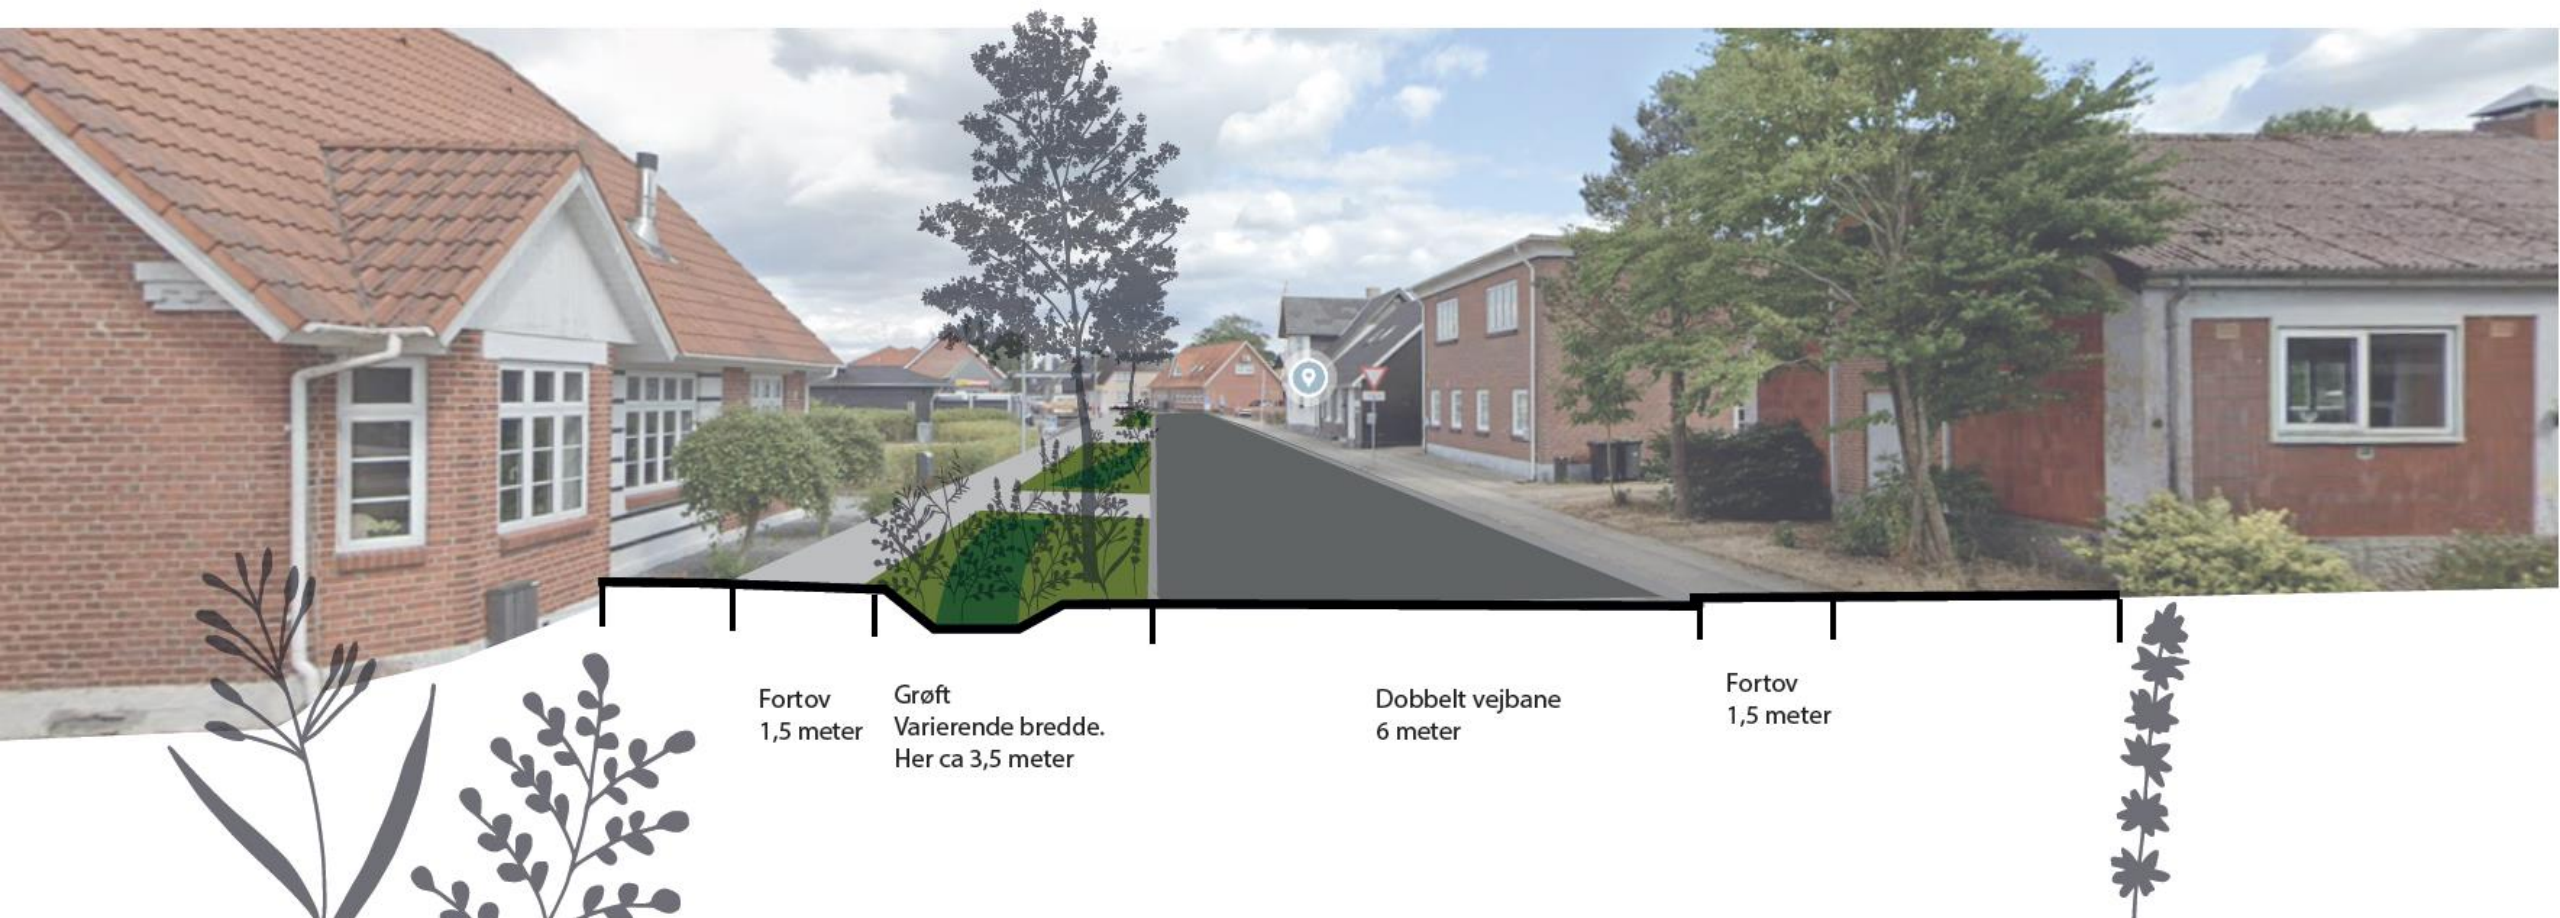 Fortov
1,5 meter
Grøft
Varierende bredde.
Her ca 3,5 meter
Dobbelt vejbane
6 meter
Fortov
1,5 meter